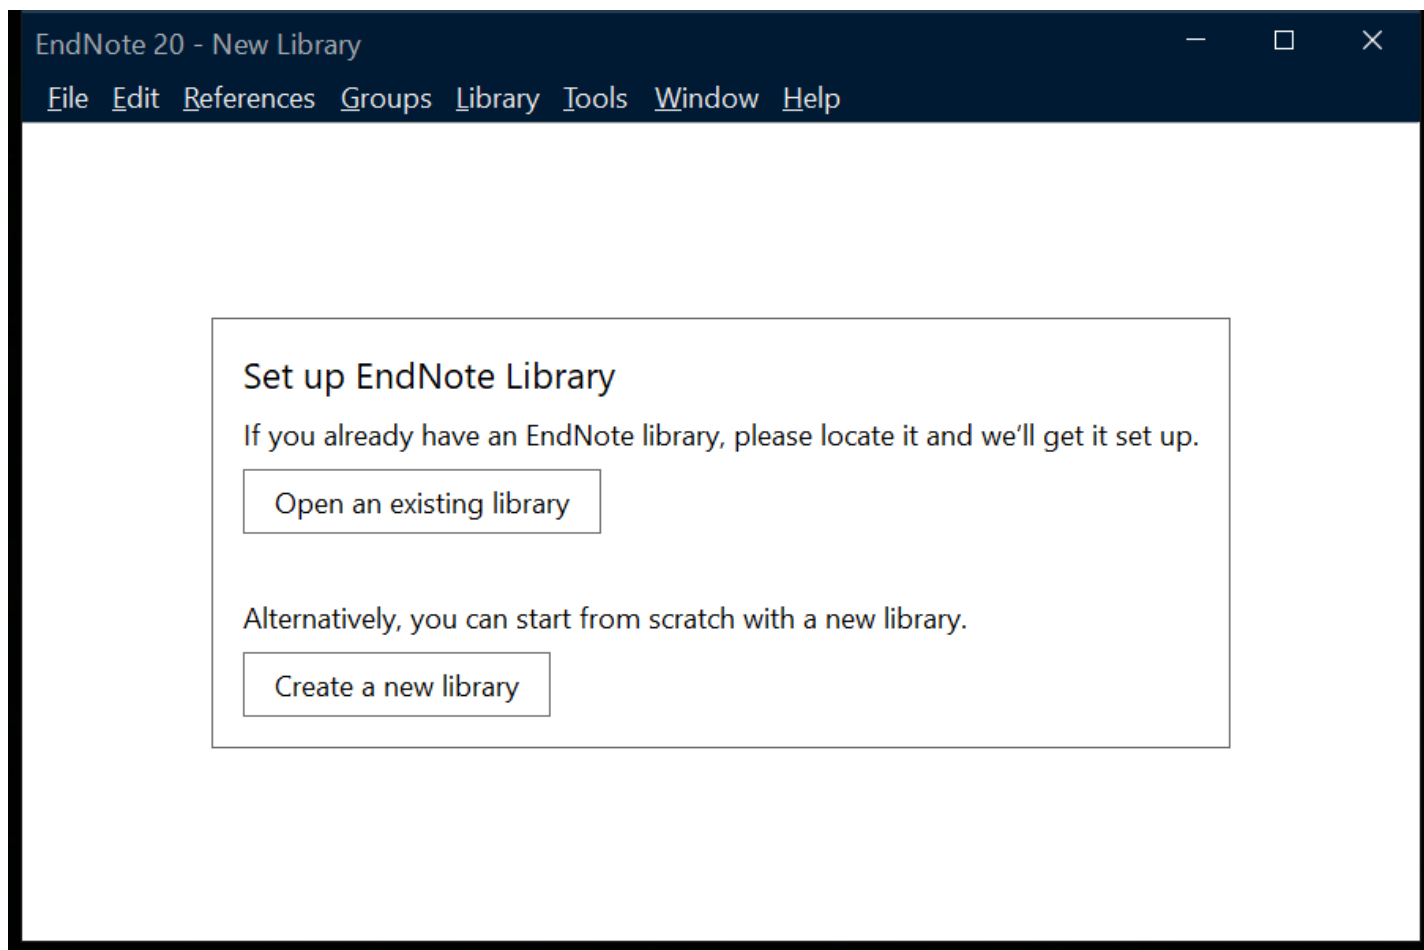 EndNote 20 - New Library
File Edit References Groups Library Tools Window Help
Set up EndNote Library
If you already have an EndNote library, please locate it and we’ll get it set up.
Open an existing library
Alternatively, you can start from scratch with a new library.
Create a new library